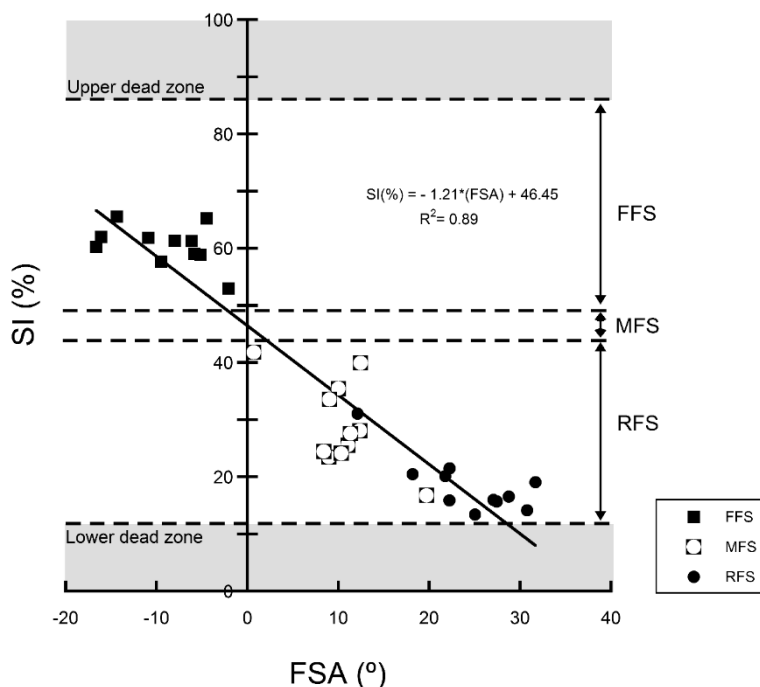 100
Upper dead zone
80
SI(%) = - 1.21*(FSA) + 46.45
R²= 0.89
FFS
60
SI (%)
MFS
40
RFS
20
Lower dead zone
0
-20 -10 0 10 20 30 40
FSA (º)
FFS
MFS
RFS